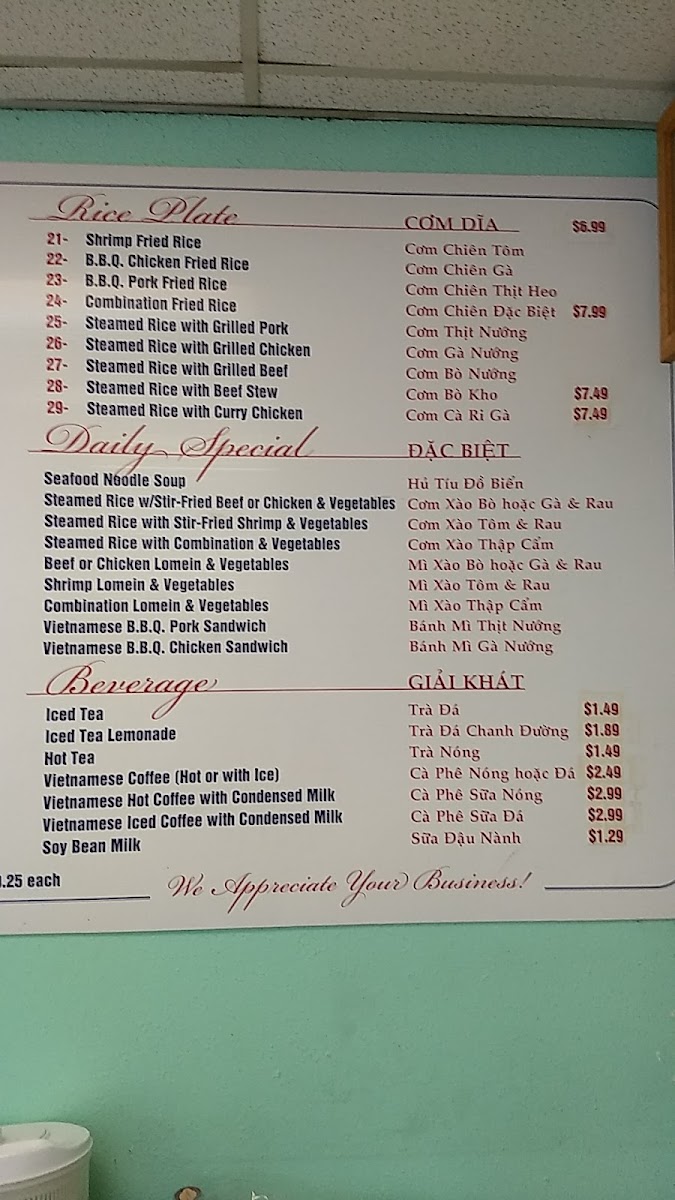 Rice Plate CƠM DĨA $6.99
21- Shrimp Fried Rice Cơm Chiên Tôm
22- B.B.Q. Chicken Fried Rice Cơm Chiên Gà
23- B.B.Q. Pork Fried Rice Cơm Chiên Thịt Heo
24- Combination Fried Rice Cơm Chiên Đặc Biệt $7.99
25- Steamed Rice with Grilled Pork Cơm Thịt Nướng
26- Steamed Rice with Grilled Chicken Cơm Gà Nướng
27- Steamed Rice with Grilled Beef Cơm Bò Nướng
28- Steamed Rice with Beef Stew Cơm Bò Kho $7.49
29- Steamed Rice with Curry Chicken Cơm Cà Ri Gà $7.49
Daily Special ĐẶC BIỆT
Seafood Noodle Soup Hủ Tíu Đồ Biển
Steamed Rice w/Stir-Fried Beef or Chicken & Vegetables Cơm Xào Bò hoặc Gà & Rau
Steamed Rice with Stir-Fried Shrimp & Vegetables Cơm Xào Tôm & Rau
Steamed Rice with Combination & Vegetables Cơm Xào Thập Cẩm
Beef or Chicken Lomein & Vegetables Mì Xào Bò hoặc Gà & Rau
Shrimp Lomein & Vegetables Mì Xào Tôm & Rau
Combination Lomein & Vegetables Mì Xào Thập Cẩm
Vietnamese B.B.Q. Pork Sandwich Bánh Mì Thịt Nướng
Vietnamese B.B.Q. Chicken Sandwich Bánh Mì Gà Nướng
Beverage GIẢI KHÁT
Iced Tea Trà Đá $1.49
Iced Tea Lemonade Trà Đá Chanh Đường $1.89
Hot Tea Trà Nóng $1.49
Vietnamese Coffee (Hot or with Ice) Cà Phê Nóng hoặc Đá $2.49
Vietnamese Hot Coffee with Condensed Milk Cà Phê Sữa Nóng $2.99
Vietnamese Iced Coffee with Condensed Milk Cà Phê Sữa Đá $2.99
Soy Bean Milk Sữa Đậu Nành $1.29
.25 each
We Appreciate Your Business!